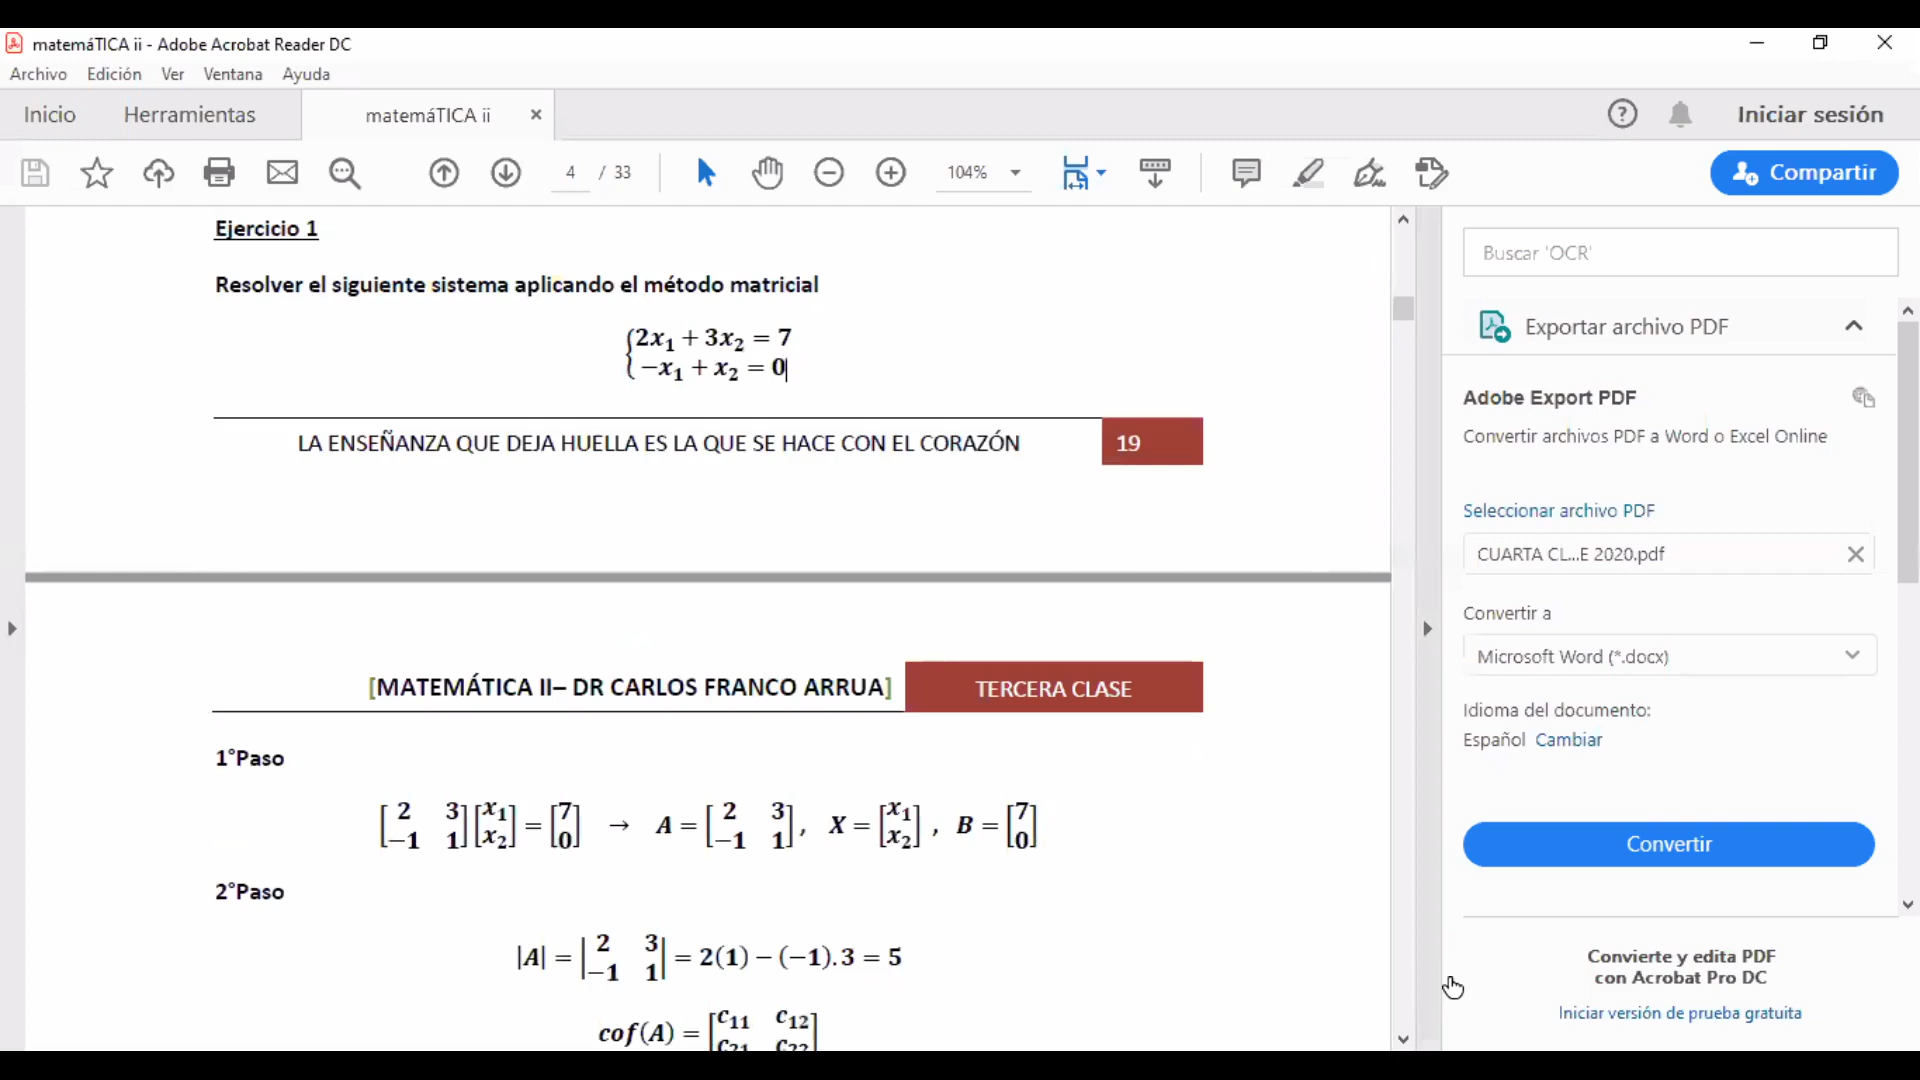 matemáTICA ii - Adobe Acrobat Reader DC
Archivo Edición Ver Ventana Ayuda
Inicio Herramientas matemáTICA ii Iniciar sesión
4 / 33 104% Compartir
Ejercicio 1
Resolver el siguiente sistema aplicando el método matricial
{2x₁ + 3x₂ = 7
−x₁ + x₂ = 0
LA ENSEÑANZA QUE DEJA HUELLA ES LA QUE SE HACE CON EL CORAZÓN 19
[MATEMÁTICA II– DR CARLOS FRANCO ARRUA] TERCERA CLASE
1°Paso
[2 3 −1 1][x₁ x₂] = [7 0] → A = [2 3 −1 1], X = [x₁ x₂] , B = [7 0]
2°Paso
|A| = |2 3 −1 1| = 2(1) − (−1). 3 = 5
cof(A) = [c₁₁ c₁₂ c₂₁ c₂₂]
Buscar 'OCR'
Exportar archivo PDF
Adobe Export PDF
Convertir archivos PDF a Word o Excel Online
Seleccionar archivo PDF
CUARTA CL...E 2020.pdf
Convertir a
Microsoft Word (*.docx)
Idioma del documento:
Español Cambiar
Convertir
Convierte y edita PDF
con Acrobat Pro DC
Iniciar versión de prueba gratuita